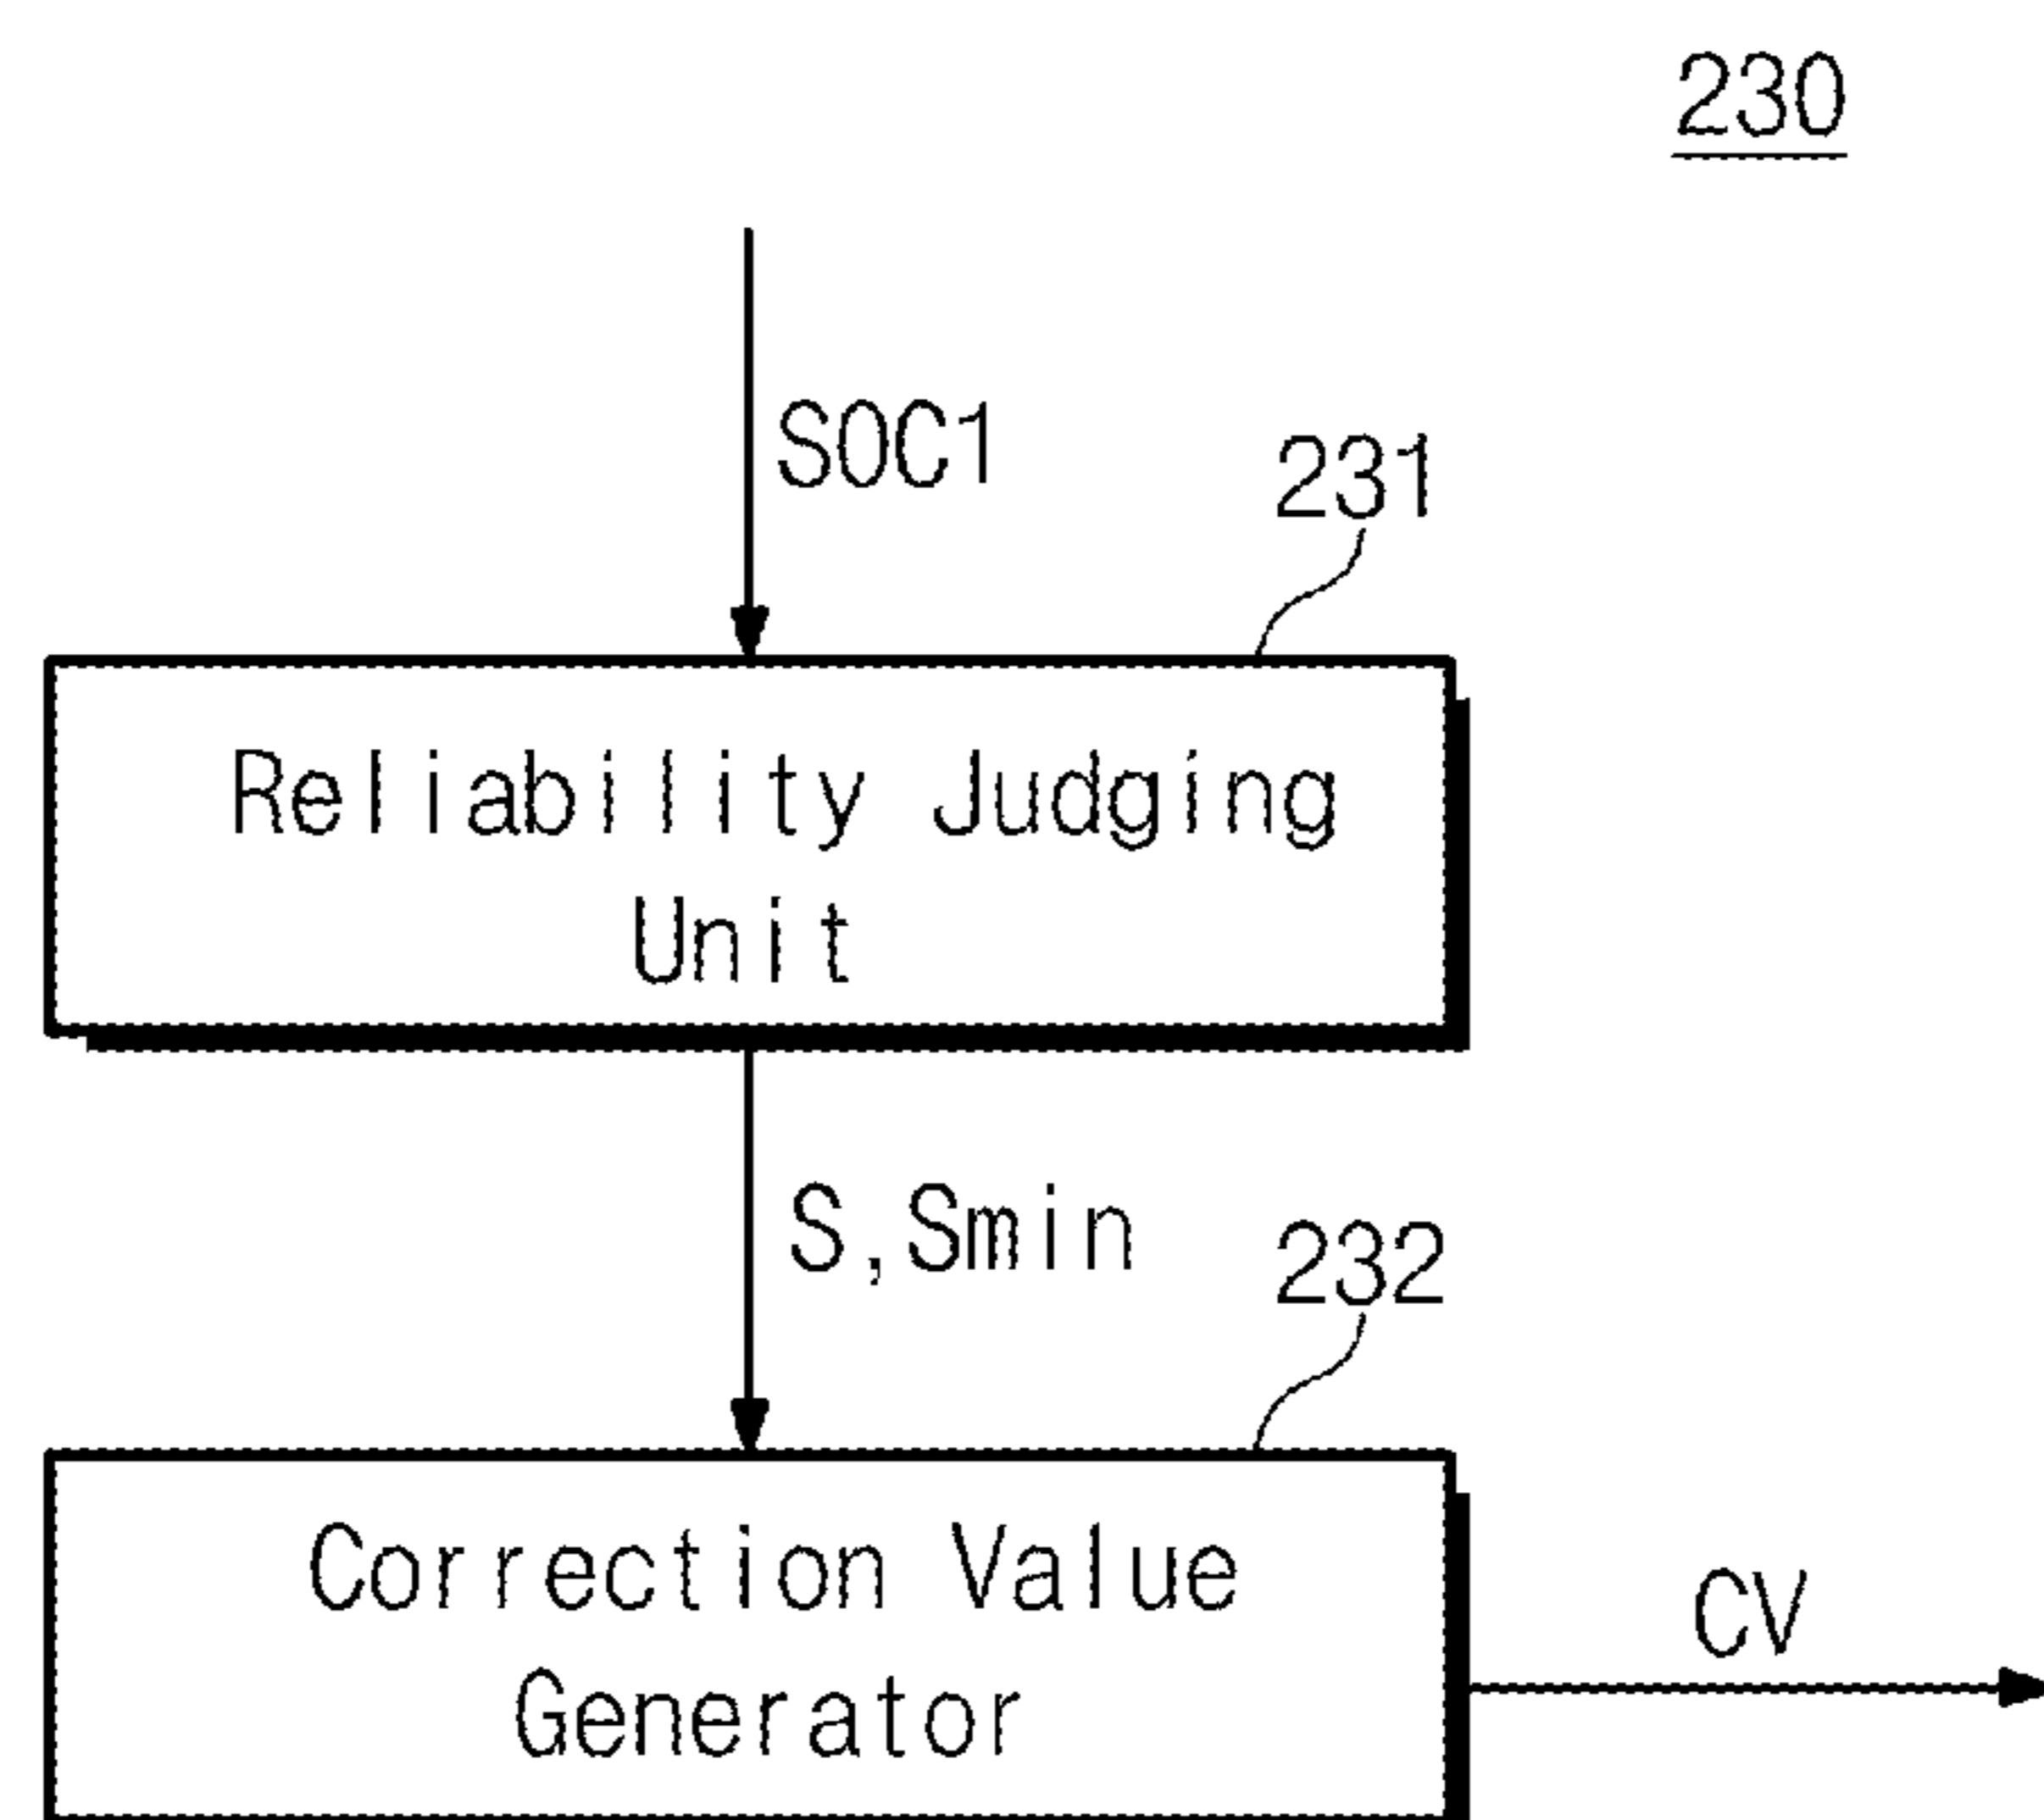 230
SOC1
231
Reliability Judging
Unit
S,Smin
232
Correction Value
Generator
CV